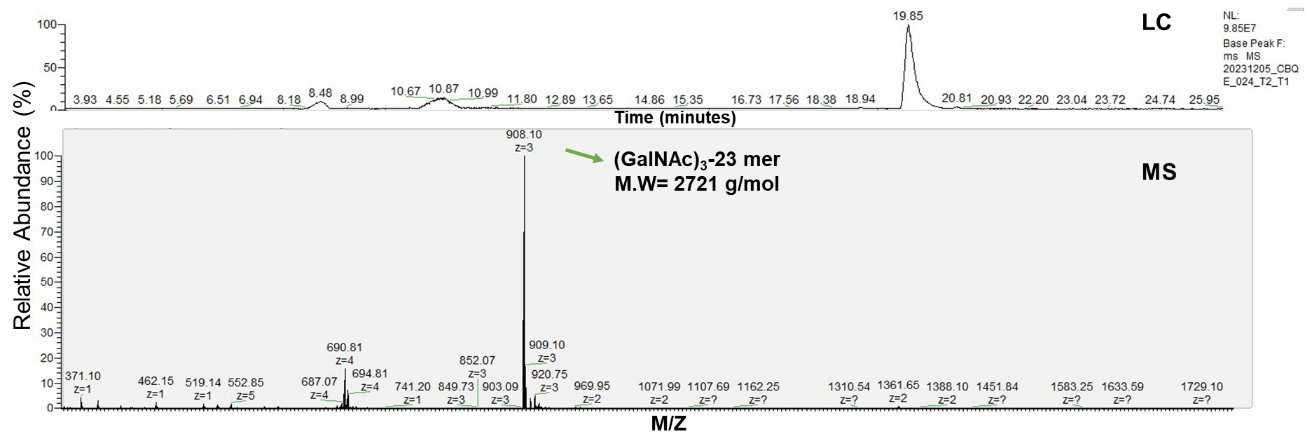 LC
NL:
9.85E7
Base Peak F:
ms MS
20231205_CBQ
E_024_T2_T1
100
50
0
19.85
3.93 4.55 5.18 5.69 6.51 6.94 8.18 8.48 8.99 10.67 10.87 10.99 11.80 12.89 13.65 14.86 15.35 16.73 17.56 18.38 18.94 20.81 20.93 22.20 23.04 23.72 24.74 25.95
Time (minutes)
Relative Abundance (%)
MS
908.10
z=3
(GalNAc)₃-23 mer
M.W= 2721 g/mol
100
90
80
70
60
50
40
30
20
10
0
371.10
z=1
462.15
z=1
519.14
z=1
552.85
z=5
687.07
z=4
690.81
z=4
694.81
z=4
741.20
z=1
849.73
z=3
852.07
z=3
903.09
z=3
909.10
z=3
920.75
z=3
969.95
z=2
1071.99
z=2
1107.69
z=?
1162.25
z=?
1310.54
z=?
1361.65
z=2
1388.10
z=2
1451.84
z=?
1583.25
z=?
1633.59
z=?
1729.10
z=?
M/Z